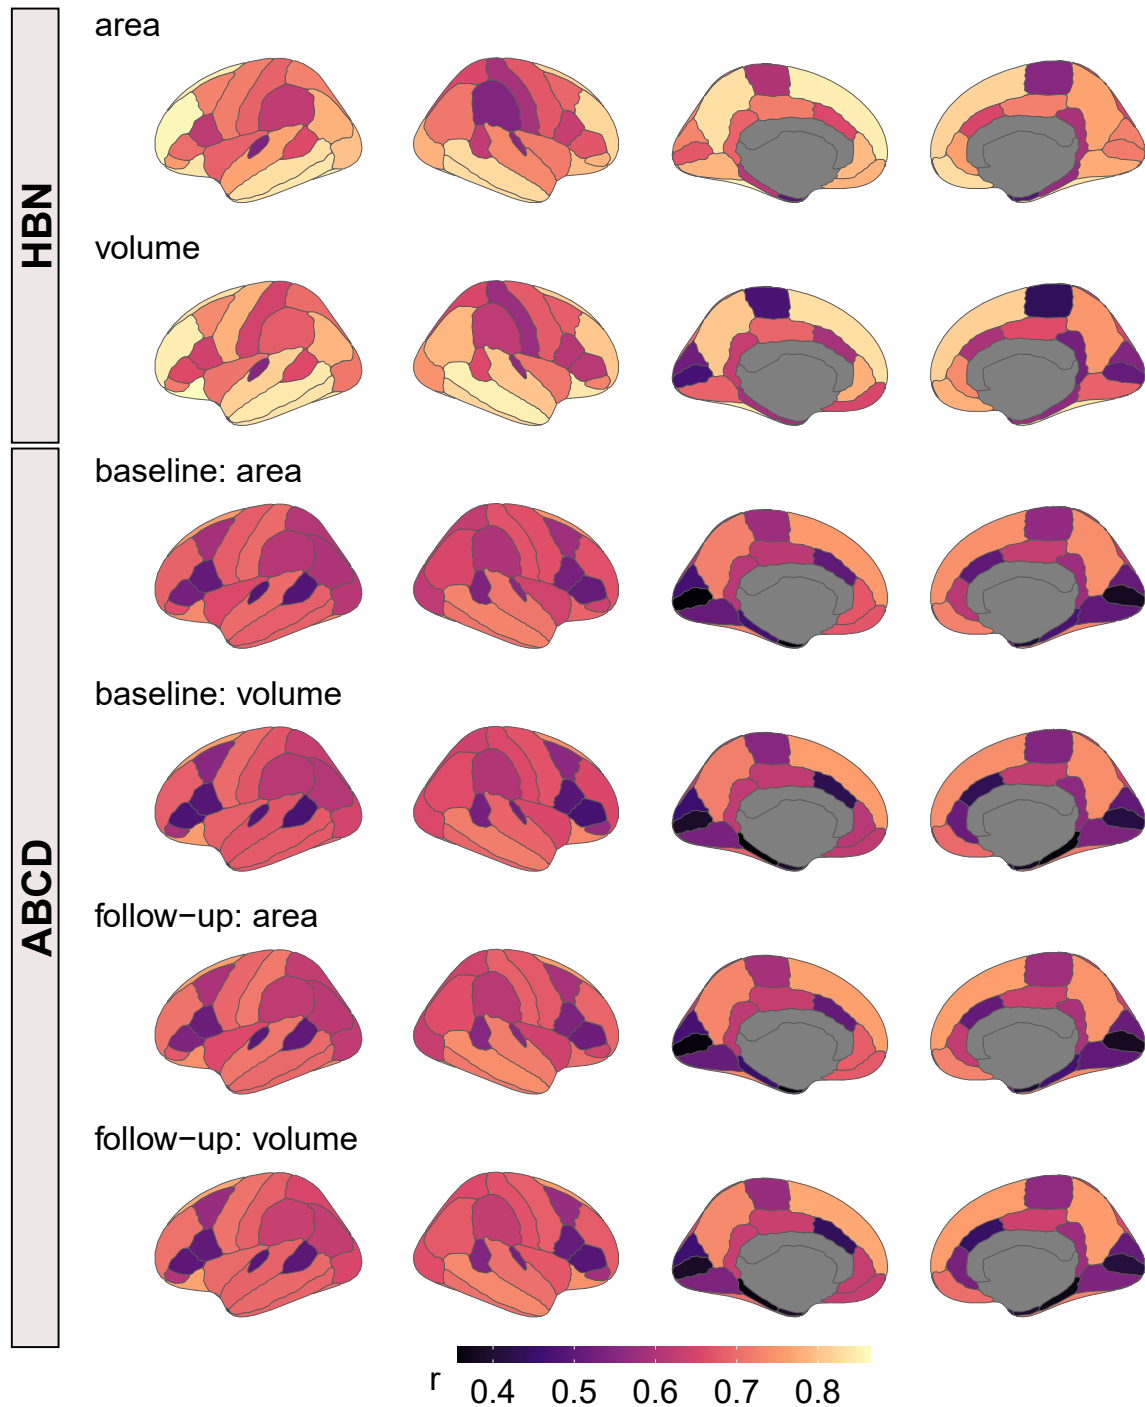 HBN
area
volume
ABCD
baseline: area
baseline: volume
follow−up: area
follow−up: volume
r
0.4 0.5 0.6 0.7 0.8